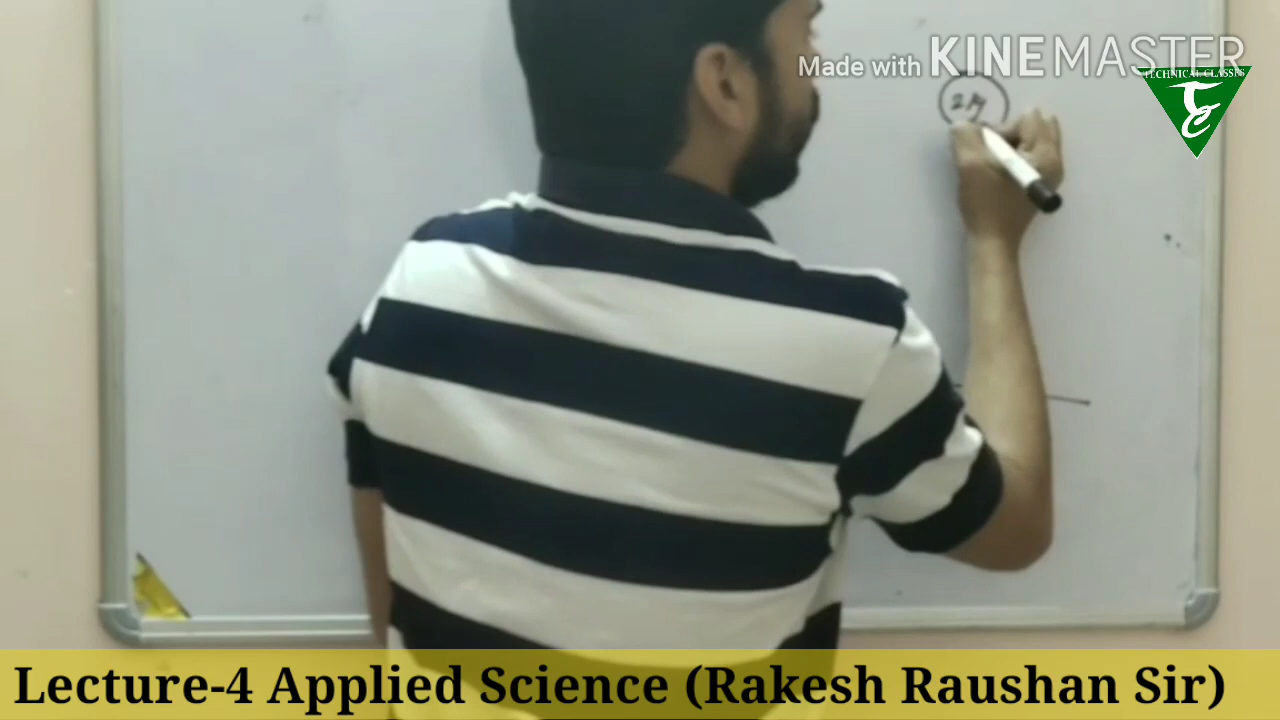 Made with KINEMASTER
TECHNICAL CLASSES
Lecture-4 Applied Science (Rakesh Raushan Sir)